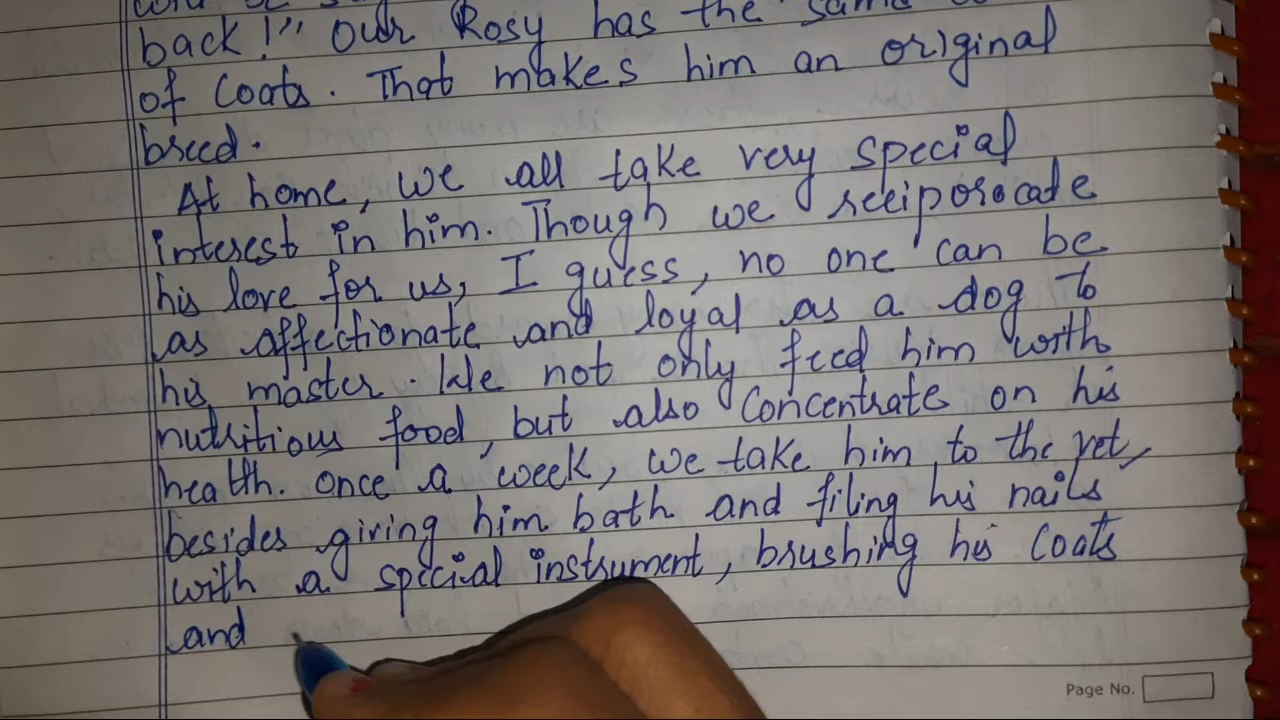 back!" Our Rosy has the same
of Coats. That makes him an original
breed.
At home, we all take very special
interest in him. Though we reciporocate
his love for us, I guess, no one can be
as affectionate and loyal as a dog to
his master. We not only feed him with
nutritious food, but also Concentrate on his
health. Once a week, we take him to the vet,
besides giving him bath and filing his nails
with a special instrument, brushing his Coats
and
Page No.